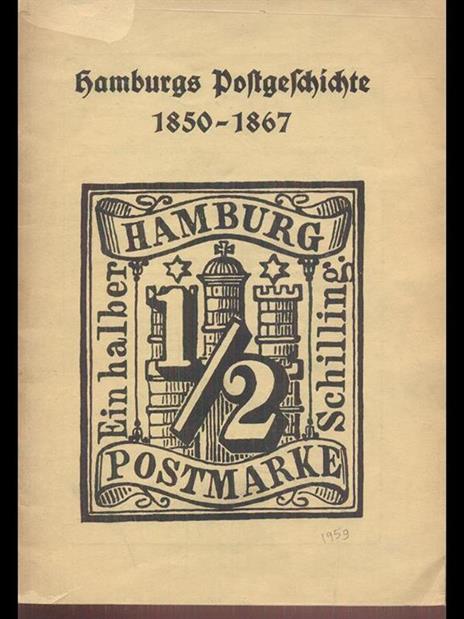 Hamburgs Poſtgeſchichte
1850-1867
HAMBURG
Ein halber
1/2
Schilling.
POSTMARKE
1959